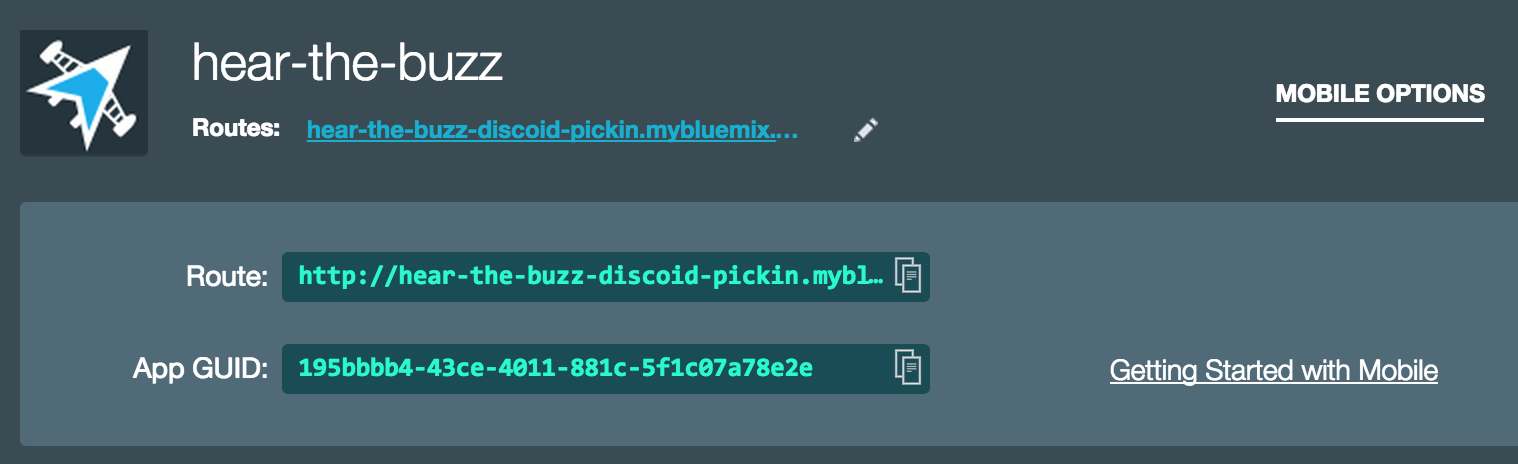 hear-the-buzz
MOBILE OPTIONS
Routes: hear-the-buzz-discoid-pickin.mybluemix....
Route: http://hear-the-buzz-discoid-pickin.mybl…
App GUID: 195bbbb4-43ce-4011-881c-5f1c07a78e2e
Getting Started with Mobile